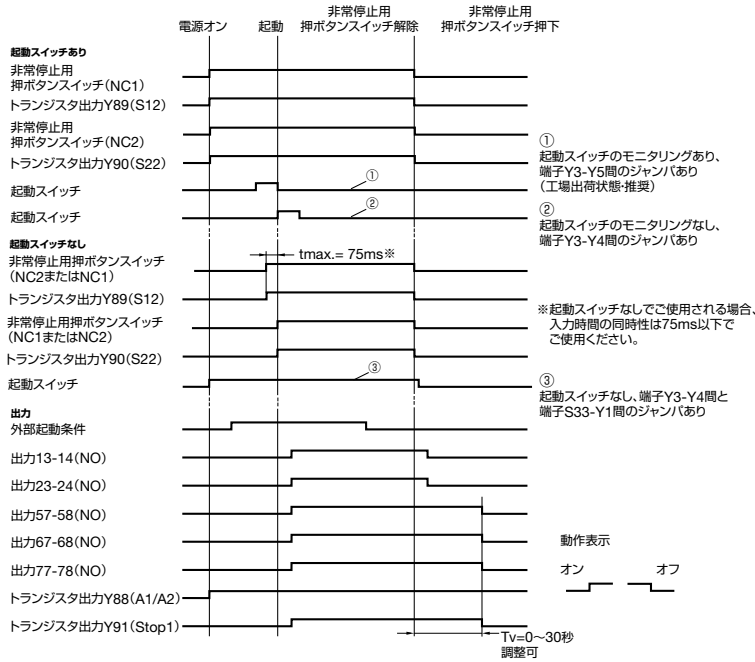 電源オン
起動
非常停止用
押ボタンスイッチ解除
非常停止用
押ボタンスイッチ押下
起動スイッチあり
非常停止用
押ボタンスイッチ(NC1)
トランジスタ出力Y89(S12)
非常停止用
押ボタンスイッチ(NC2)
トランジスタ出力Y90(S22)
起動スイッチ
①
起動スイッチ
②
①
起動スイッチのモニタリングあり、
端子Y3-Y5間のジャンパあり
(工場出荷状態・推奨)
②
起動スイッチのモニタリングなし、
端子Y3-Y4間のジャンパあり
起動スイッチなし
非常停止用押ボタンスイッチ
(NC2またはNC1)
tmax.= 75ms※
トランジスタ出力Y89(S12)
非常停止用押ボタンスイッチ
(NC1またはNC2)
トランジスタ出力Y90(S22)
起動スイッチ
③
※起動スイッチなしでご使用される場合、
入力時間の同時性は75ms以下で
ご使用ください。
③
起動スイッチなし、端子Y3-Y4間と
端子S33-Y1間のジャンパあり
出力
外部起動条件
出力13-14(NO)
出力23-24(NO)
出力57-58(NO)
出力67-68(NO)
出力77-78(NO)
トランジスタ出力Y88(A1/A2)
トランジスタ出力Y91(Stop1)
Tv=0～30秒
調整可
動作表示
オン
オフ